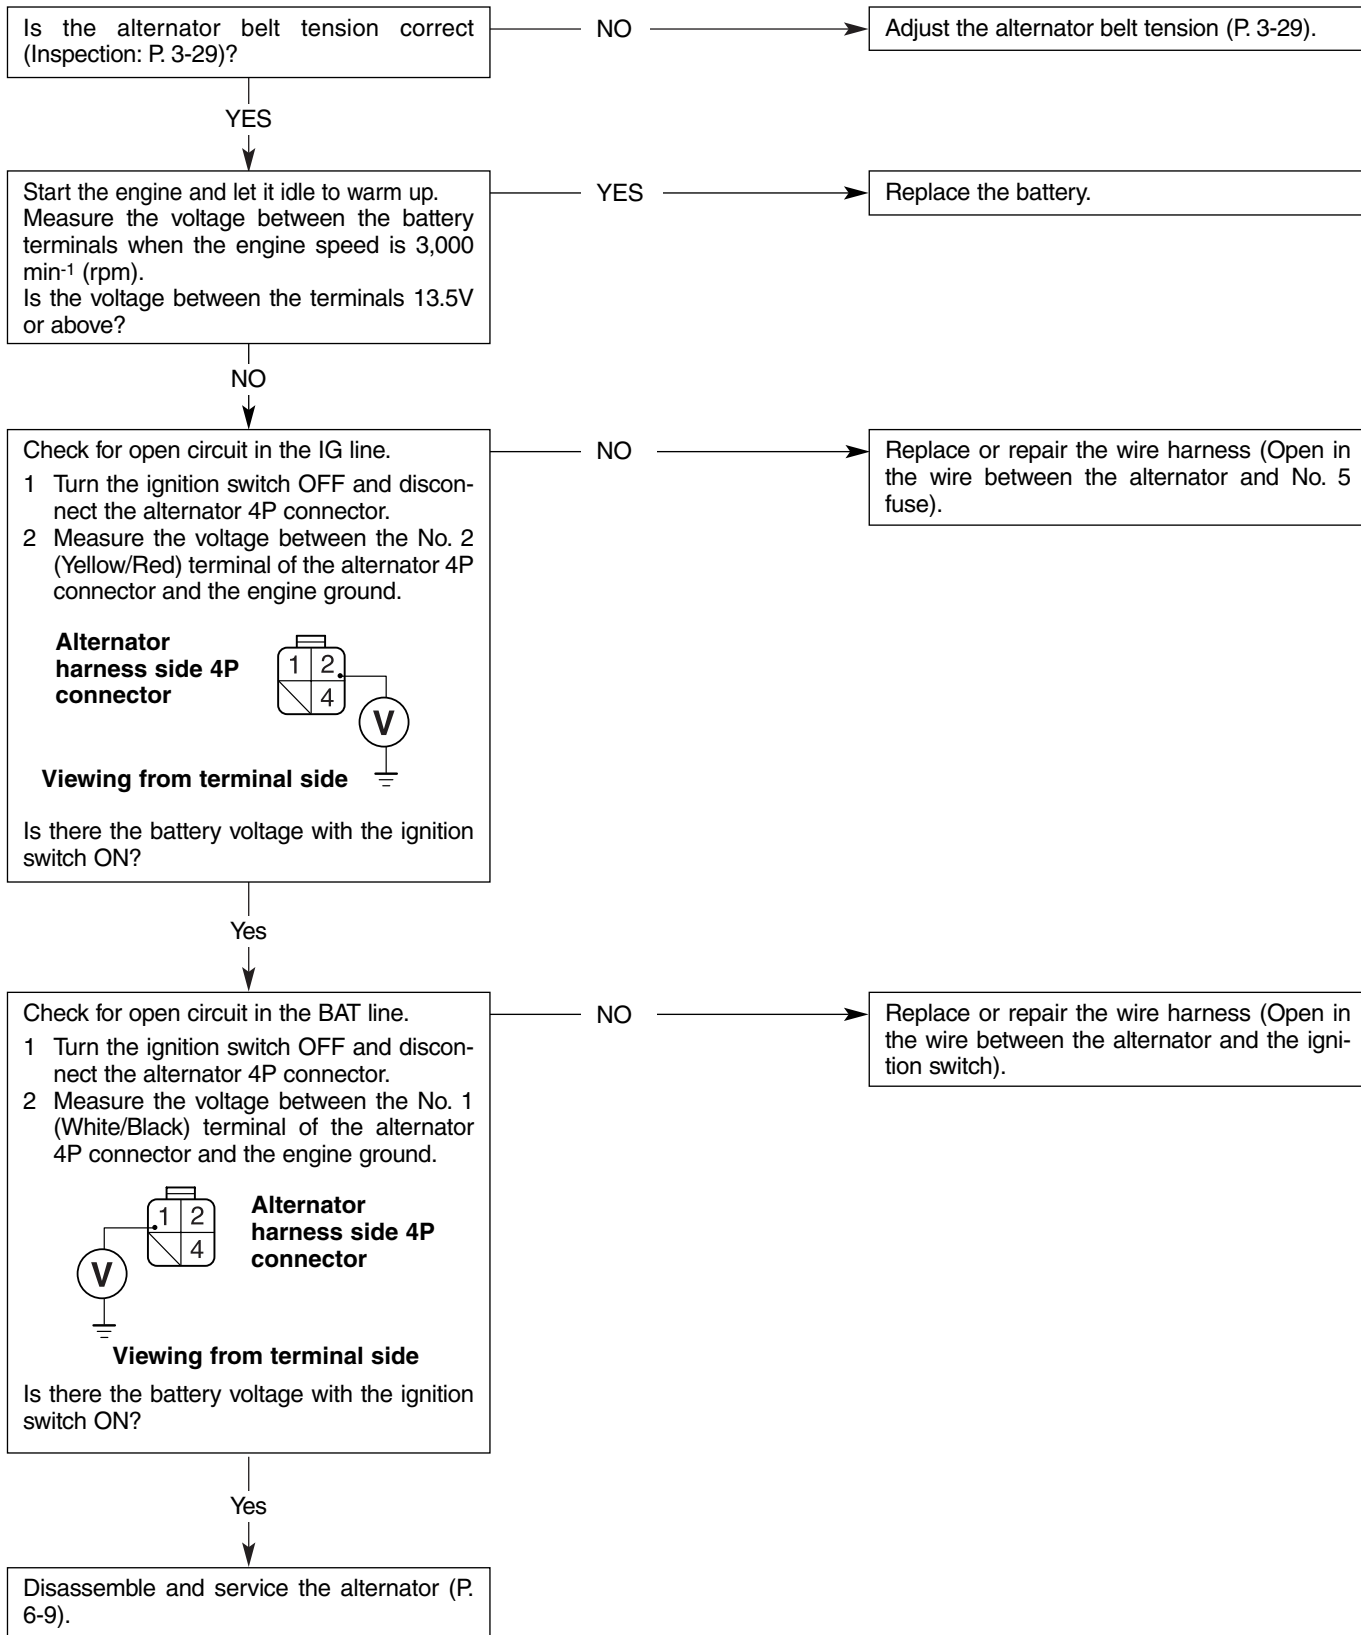 Is the alternator belt tension correct
(Inspection: P. 3-29)?
NO
Adjust the alternator belt tension (P. 3-29).
YES
Start the engine and let it idle to warm up.
Measure the voltage between the battery
terminals when the engine speed is 3,000
min-1 (rpm).
Is the voltage between the terminals 13.5V
or above?
YES
Replace the battery.
NO
Check for open circuit in the IG line.
1 Turn the ignition switch OFF and discon-
nect the alternator 4P connector.
2 Measure the voltage between the No. 2
(Yellow/Red) terminal of the alternator 4P
connector and the engine ground.
Alternator
harness side 4P
connector
1 2
4
V
Viewing from terminal side
Is there the battery voltage with the ignition
switch ON?
NO
Replace or repair the wire harness (Open in
the wire between the alternator and No. 5
fuse).
Yes
Check for open circuit in the BAT line.
1 Turn the ignition switch OFF and discon-
nect the alternator 4P connector.
2 Measure the voltage between the No. 1
(White/Black) terminal of the alternator
4P connector and the engine ground.
1 2
4
V
Alternator
harness side 4P
connector
Viewing from terminal side
Is there the battery voltage with the ignition
switch ON?
NO
Replace or repair the wire harness (Open in
the wire between the alternator and the igni-
tion switch).
Yes
Disassemble and service the alternator (P.
6-9).